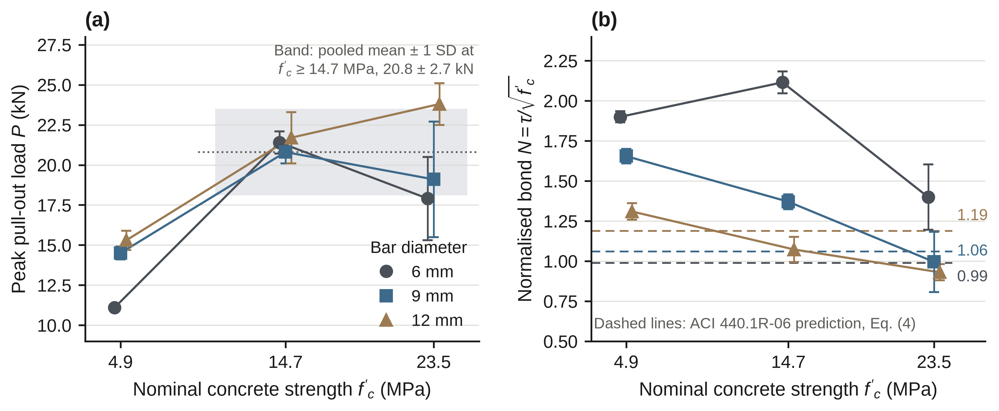 (a)
27.5
25.0
22.5
20.0
17.5
15.0
12.5
10.0
Peak pull-out load P (kN)
Band: pooled mean ± 1 SD at
f′c ≥ 14.7 MPa, 20.8 ± 2.7 kN
Bar diameter
6 mm
9 mm
12 mm
4.9 14.7 23.5
Nominal concrete strength f′c (MPa)
(b)
2.25
2.00
1.75
1.50
1.25
1.00
0.75
0.50
Normalised bond N = τ/√f′c
1.19
1.06
0.99
Dashed lines: ACI 440.1R-06 prediction, Eq. (4)
4.9 14.7 23.5
Nominal concrete strength f′c (MPa)